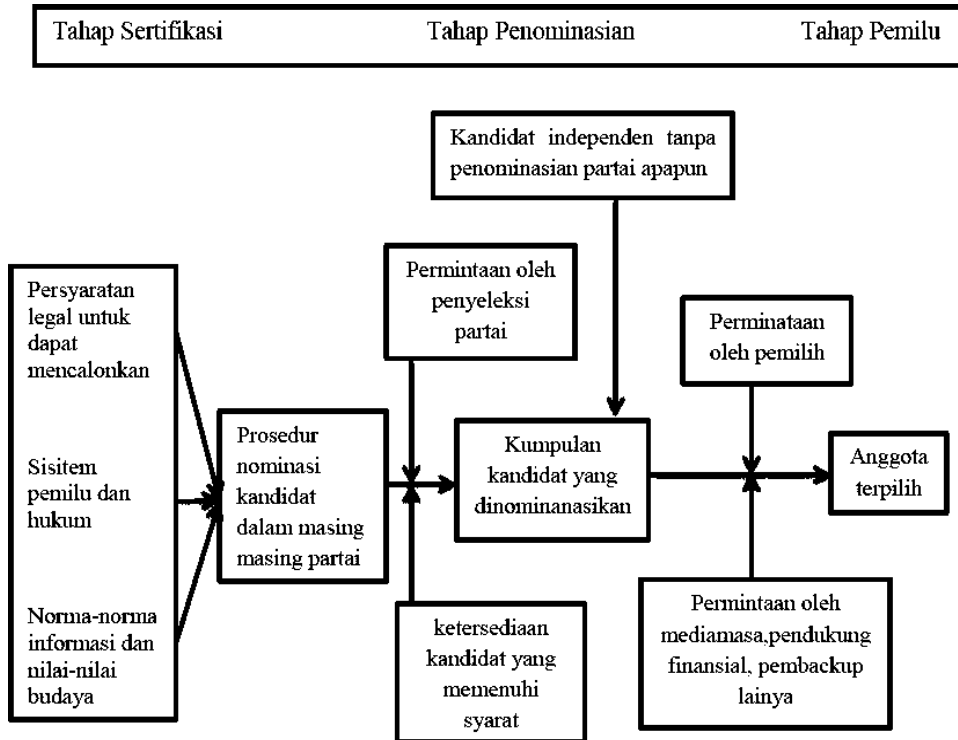 Tahap Sertifikasi Tahap Penominasian Tahap Pemilu
Kandidat independen tanpa
penominasian partai apapun
Permintaan oleh
penyeleksi
partai
Persyaratan
legal untuk
dapat
mencalonkan
Sisitem
pemilu dan
hukum
Norma-norma
informasi dan
nilai-nilai
budaya
Perminataan
oleh pemilih
Prosedur
nominasi
kandidat
dalam masing
masing partai
Kumpulan
kandidat yang
dinominanasikan
Anggota
terpilih
ketersediaan
kandidat yang
memenuhi
syarat
Permintaan oleh
mediamasa,pendukung
finansial, pembackup
lainya